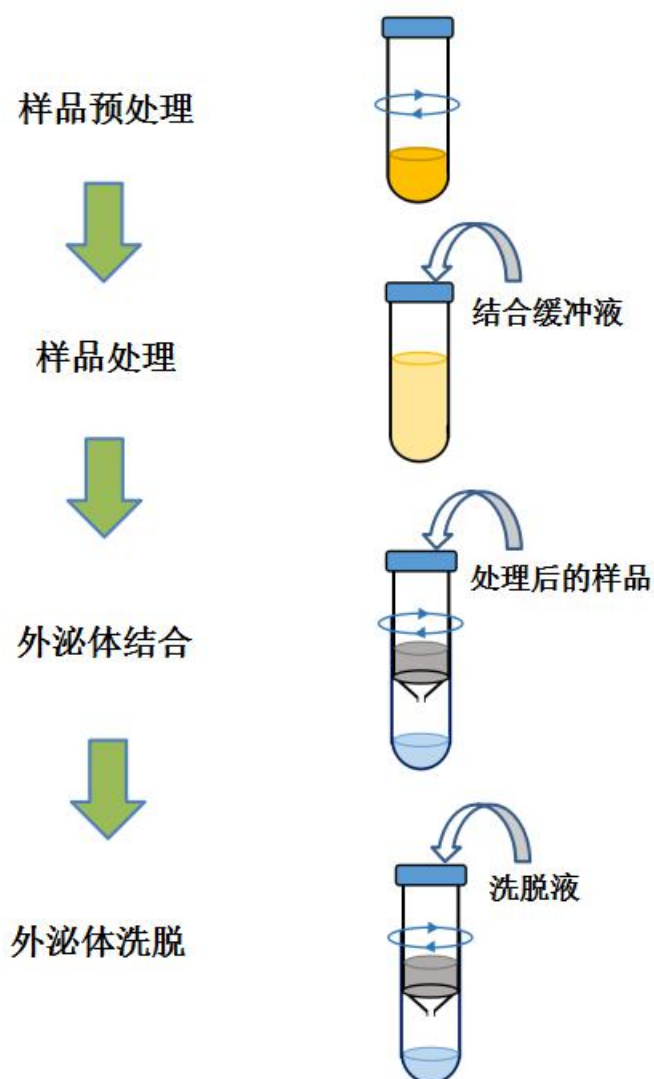 样品预处理
结合缓冲液
样品处理
处理后的样品
外泌体结合
洗脱液
外泌体洗脱